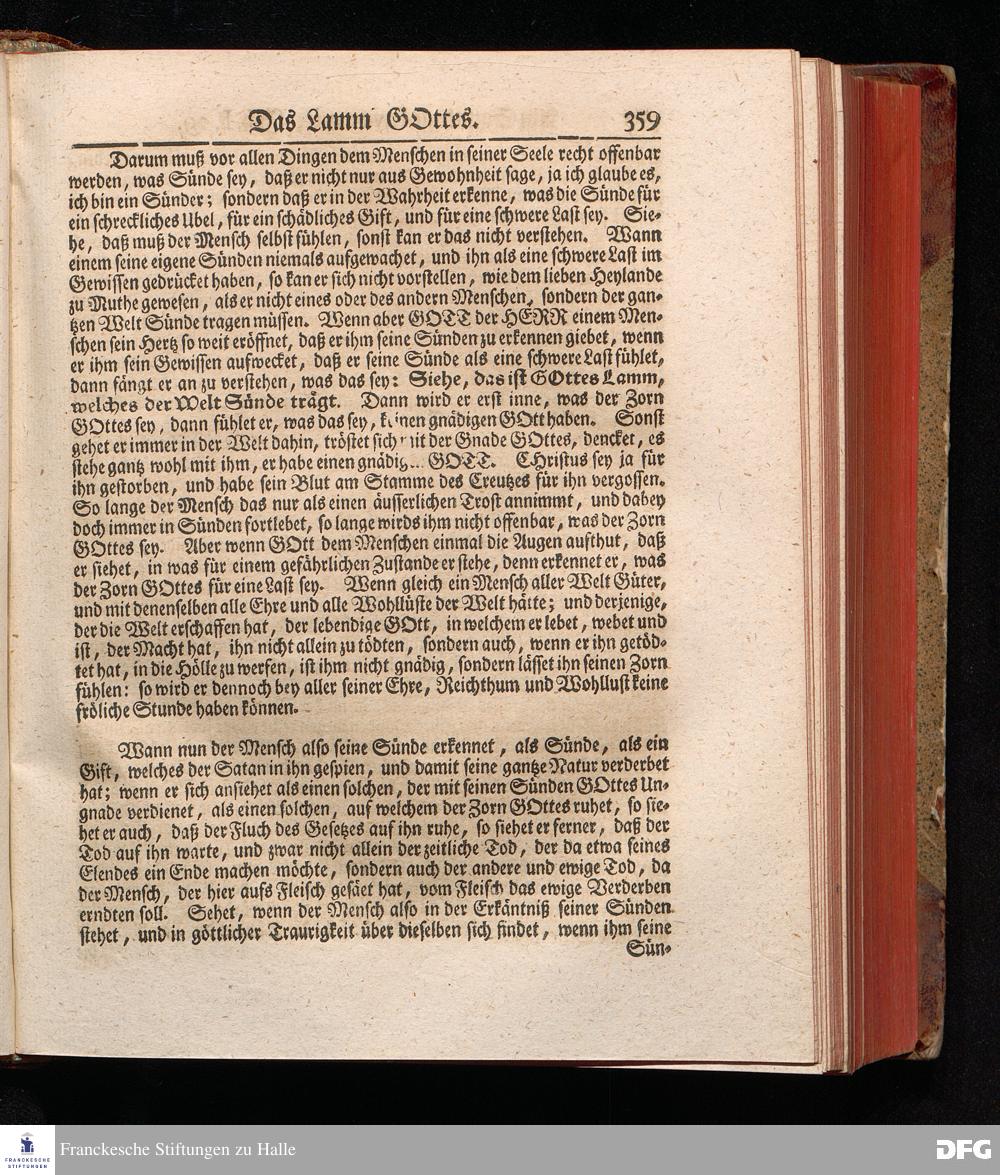 Das Lamm GOttes. 359
Darum muß vor allen Dingen dem Menschen in seiner Seele recht offenbar
werden, was Sünde sey, daß er nicht nur aus Gewohnheit sage, ja ich glaube es,
ich bin ein Sünder; sondern daß er in der Wahrheit erkenne, was die Sünde für
ein schreckliches Ubel, für ein schädliches Gift, und für eine schwere Last sey. Sie-
he, daß muß der Mensch selbst fühlen, sonst kan er das nicht verstehen. Wann
einem seine eigene Sünden niemals aufgewachet, und ihn als eine schwere Last im
Gewissen gedrücket haben, so kan er sich nicht vorstellen, wie dem lieben Heylande
zu Muthe gewesen, als er nicht eines oder des andern Menschen, sondern der gan-
tzen Welt Sünde tragen müssen. Wenn aber GOTT der HERR einem Men-
schen sein Hertz so weit eröffnet, daß er ihm seine Sünden zu erkennen giebet, wenn
er ihm sein Gewissen aufwecket, daß er seine Sünde als eine schwere Last fühlet,
dann fängt er an zu verstehen, was das sey: Siehe, das ist GOttes Lamm,
welches der Welt Sünde trägt. Dann wird er erst inne, was der Zorn
GOttes sey, dann fühlet er, was das sey, keinen gnädigen GOtt haben. Sonst
gehet er immer in der Welt dahin, tröstet sich mit der Gnade GOttes, dencket, es
stehe gantz wohl mit ihm, er habe einen gnädig... GOTT. CHristus sey ja für
ihn gestorben, und habe sein Blut am Stamme des Creutzes für ihn vergossen.
So lange der Mensch das nur als einen äusserlichen Trost annimmt, und dabey
doch immer in Sünden fortlebet, so lange wirds ihm nicht offenbar, was der Zorn
GOttes sey. Aber wenn GOtt dem Menschen einmal die Augen aufthut, daß
er siehet, in was für einem gefährlichen Zustande er stehe, denn erkennet er, was
der Zorn GOttes für eine Last sey. Wenn gleich ein Mensch aller Welt Güter,
und mit denenselben alle Ehre und alle Wohllüste der Welt hätte; und derjenige,
der die Welt erschaffen hat, der lebendige GOtt, in welchem er lebet, webet und
ist, der Macht hat, ihn nicht allein zu tödten, sondern auch, wenn er ihn getöd-
tet hat, in die Hölle zu werfen, ist ihm nicht gnädig, sondern lässet ihn seinen Zorn
fühlen: so wird er dennoch bey aller seiner Ehre, Reichthum und Wohllust keine
fröliche Stunde haben können.
Wann nun der Mensch also seine Sünde erkennet, als Sünde, als ein
Gift, welches der Satan in ihn gespien, und damit seine gantze Natur verderbet
hat; wenn er sich ansiehet als einen solchen, der mit seinen Sünden GOttes Un-
gnade verdienet, als einen solchen, auf welchem der Zorn GOttes ruhet, so sie-
het er auch, daß der Fluch des Gesetzes auf ihn ruhe, so siehet er ferner, daß der
Tod auf ihn warte, und zwar nicht allein der zeitliche Tod, der da etwa seines
Elendes ein Ende machen möchte, sondern auch der andere und ewige Tod, da
der Mensch, der hier aufs Fleisch gesäet hat, vom Fleisch das ewige Verderben
erndten soll. Sehet, wenn der Mensch also in der Erkäntniß seiner Sünden
stehet, und in göttlicher Traurigkeit über dieselben sich findet, wenn ihm seine
Sün-
FRANCKESCHE
STIFTUNGEN
Franckesche Stiftungen zu Halle
DFG